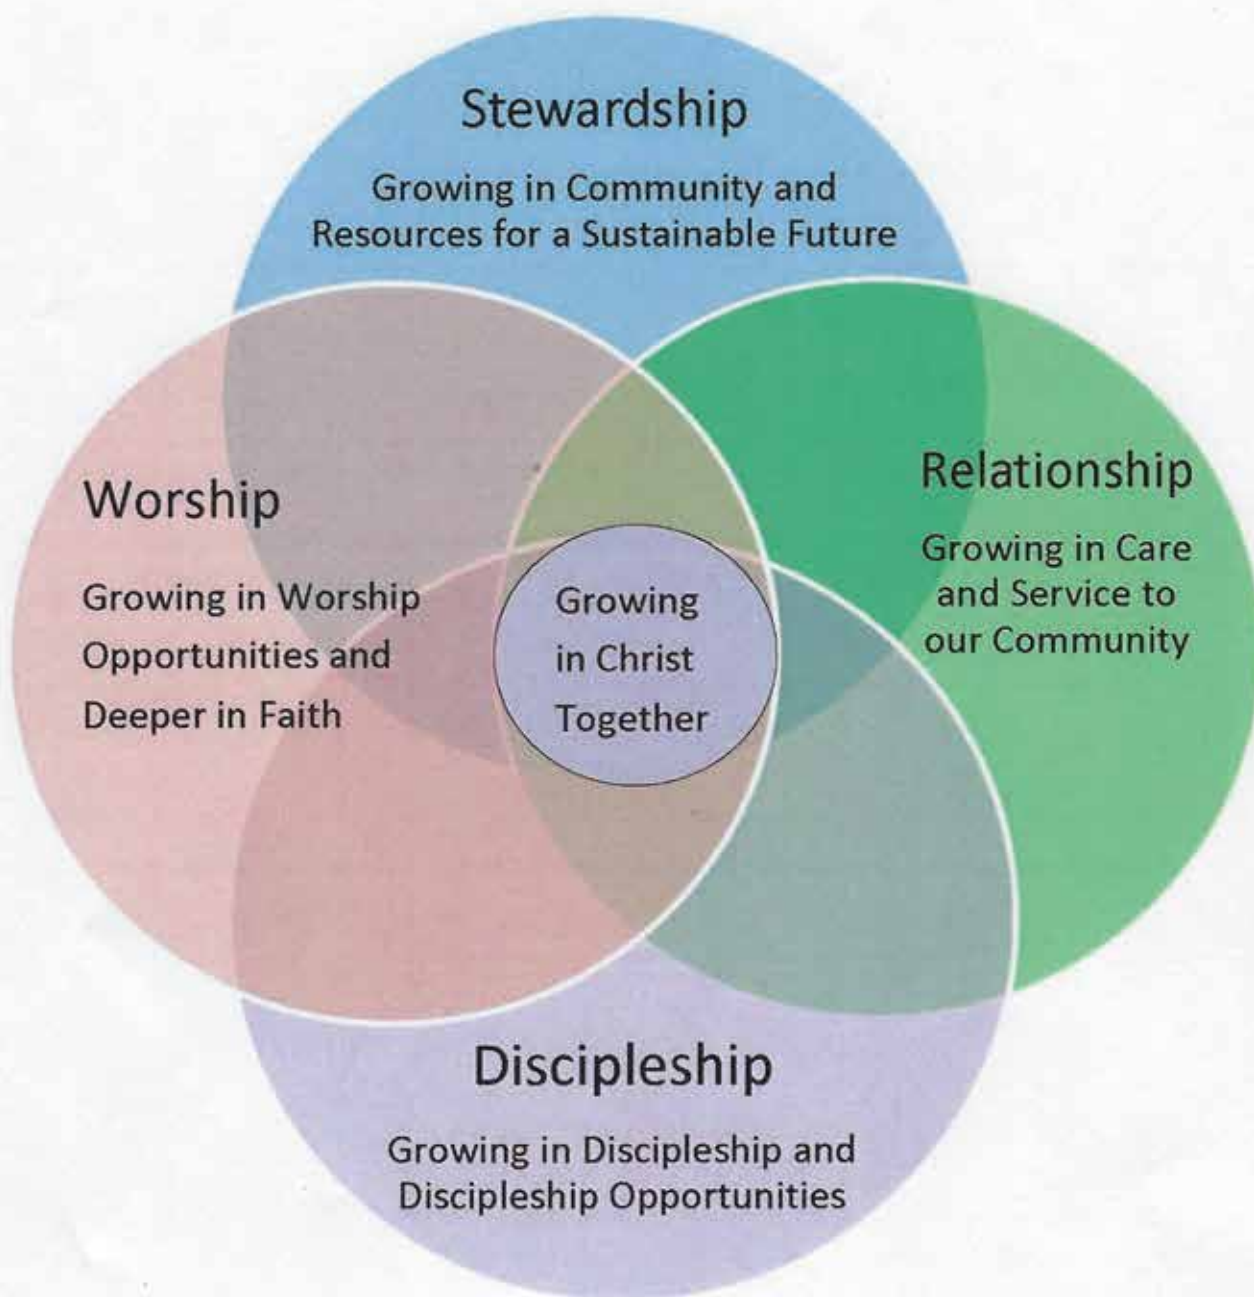 Stewardship
Growing in Community and
Resources for a Sustainable Future
Worship
Growing in Worship
Opportunities and
Deeper in Faith
Relationship
Growing in Care
and Service to
our Community
Growing
in Christ
Together
Discipleship
Growing in Discipleship and
Discipleship Opportunities